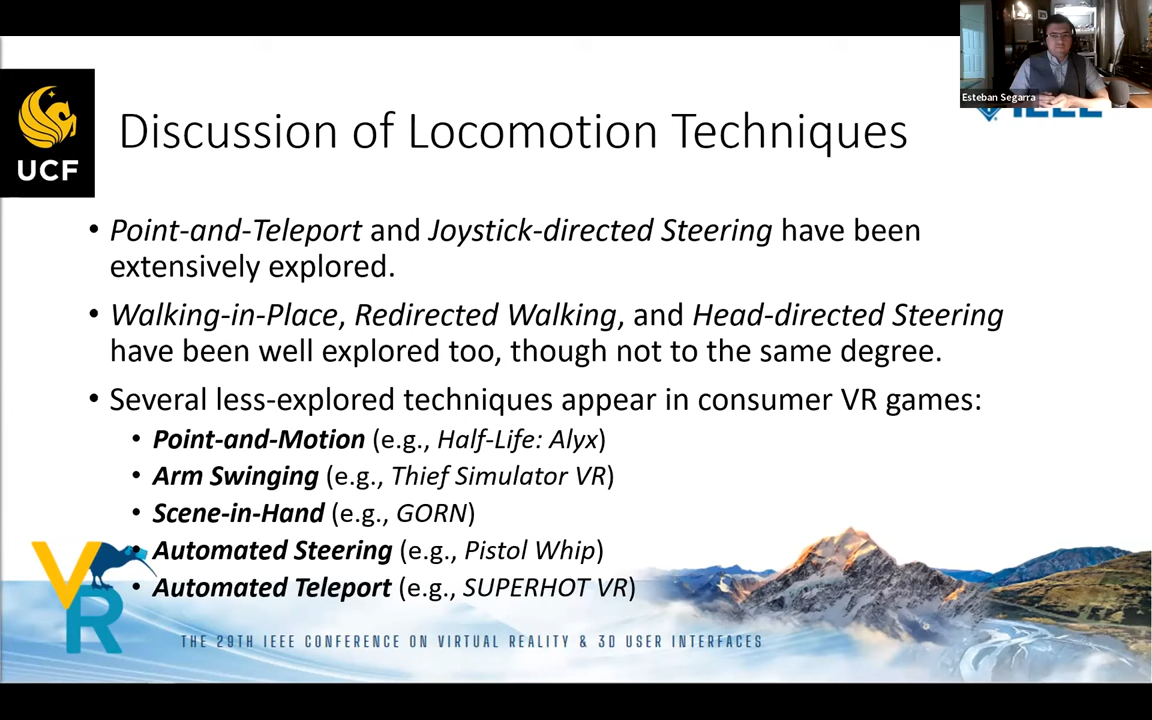 Esteban Segarra
IEEE
UCF
Discussion of Locomotion Techniques
• Point-and-Teleport and Joystick-directed Steering have been
extensively explored.
• Walking-in-Place, Redirected Walking, and Head-directed Steering
have been well explored too, though not to the same degree.
• Several less-explored techniques appear in consumer VR games:
• Point-and-Motion (e.g., Half-Life: Alyx)
• Arm Swinging (e.g., Thief Simulator VR)
• Scene-in-Hand (e.g., GORN)
• Automated Steering (e.g., Pistol Whip)
• Automated Teleport (e.g., SUPERHOT VR)
VR
THE 29TH IEEE CONFERENCE ON VIRTUAL REALITY & 3D USER INTERFACES